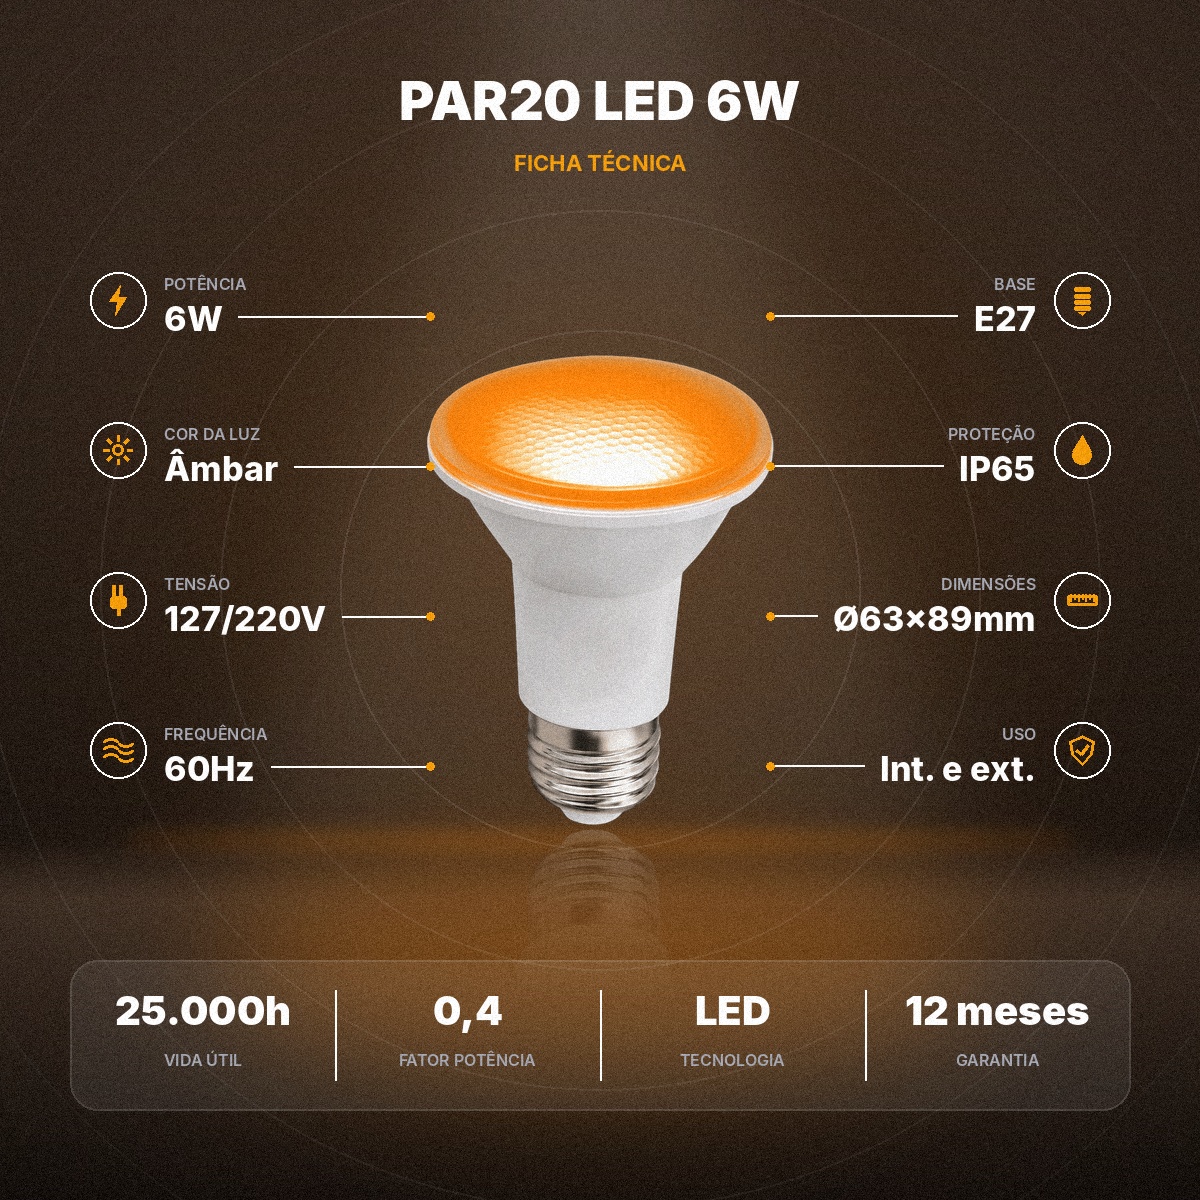 PAR20 LED 6W
FICHA TÉCNICA
POTÊNCIA
6W
BASE
E27
COR DA LUZ
Âmbar
PROTEÇÃO
IP65
TENSÃO
127/220V
DIMENSÕES
Ø63×89mm
FREQUÊNCIA
60Hz
USO
Int. e ext.
25.000h
VIDA ÚTIL
0,4
FATOR POTÊNCIA
LED
TECNOLOGIA
12 meses
GARANTIA